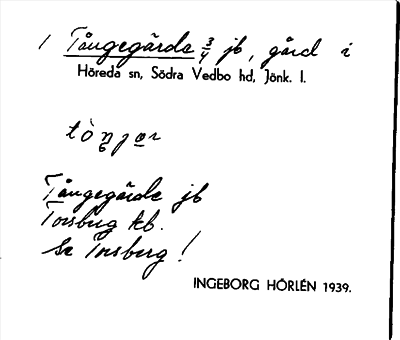 1 Tångegärde 3/4 jb, gård i
Höreda sn, Södra Vedbo hd, Jönk. l.
Tångegärde jb
Torsberg kb.
Se Torsberg!
INGEBORG HÖRLÉN 1939.